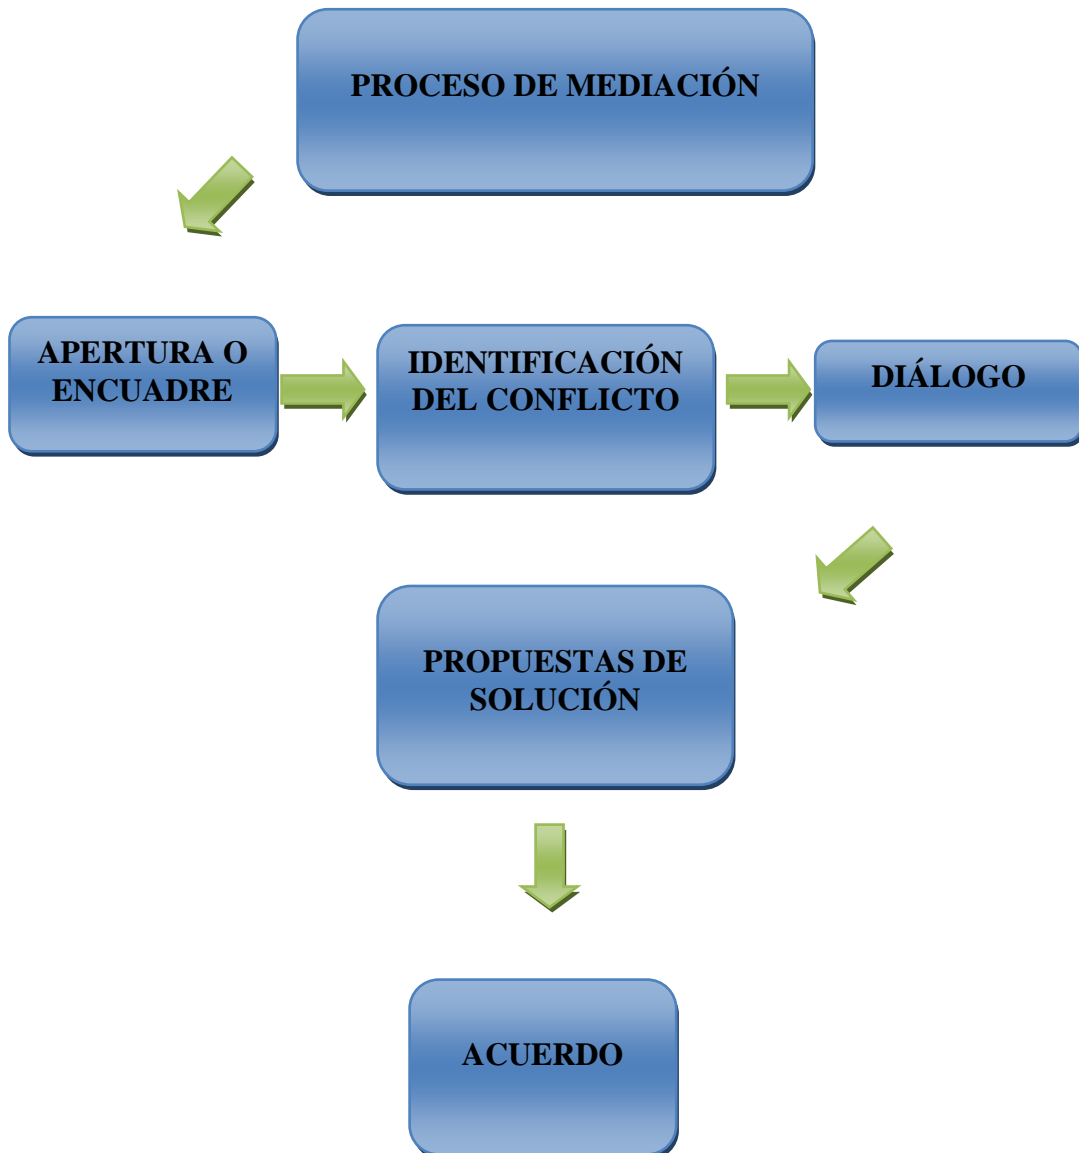 PROCESO DE MEDIACIÓN
APERTURA O
ENCUADRE
IDENTIFICACIÓN
DEL CONFLICTO
DIÁLOGO
PROPUESTAS DE
SOLUCIÓN
ACUERDO